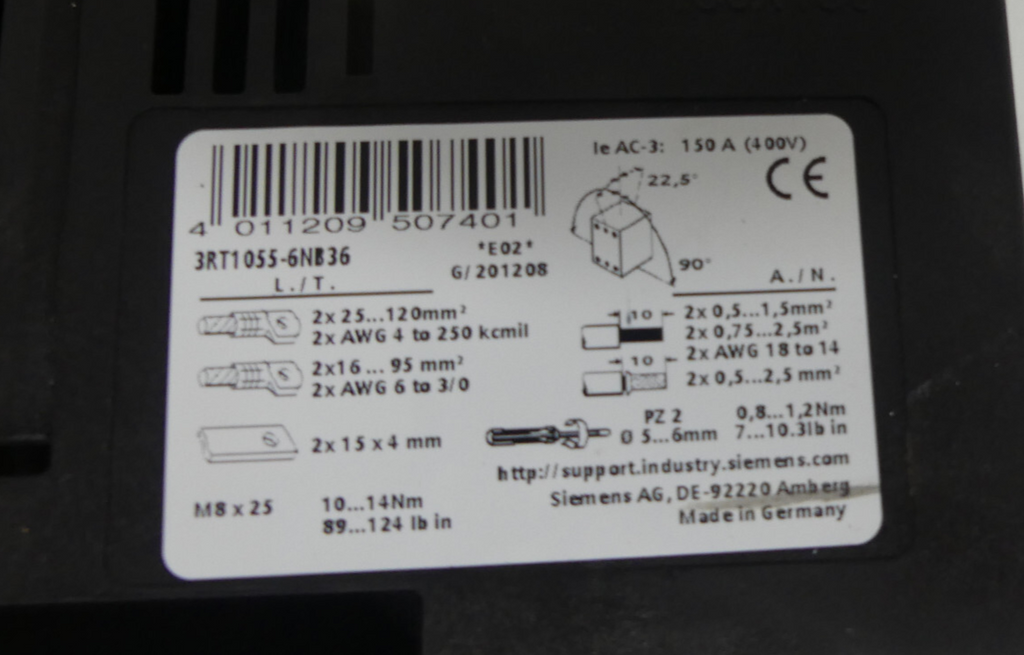 Ie AC-3: 150 A (400V)
CE
22,5°
90°
4 011209 507401
3RT1055-6NB36
*E02*
G/201208
L./T.
2x 25...120mm²
2x AWG 4 to 250 kcmil
2x16 ... 95 mm²
2x AWG 6 to 3/0
2x 15 x 4 mm
M8 x 25
10...14Nm
89...124 lb in
A./N.
10
2x 0,5...1,5mm²
2x 0,75...2,5m²
2x AWG 18 to 14
10
2x 0,5...2,5 mm²
PZ 2
0,8...1,2Nm
Ø 5...6mm
7...10.3lb in
http://support.industry.siemens.com
Siemens AG, DE-92220 Amberg
Made in Germany